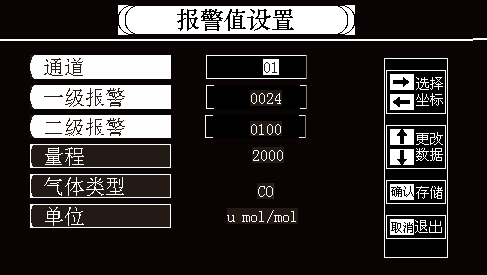 报警值设置
通道 01
一级报警 0024
二级报警 0100
量程 2000
气体类型 CO
单位 u mol/mol
→ 选择
← 坐标
↑ 更改
↓ 数据
确认 存储
取消 退出